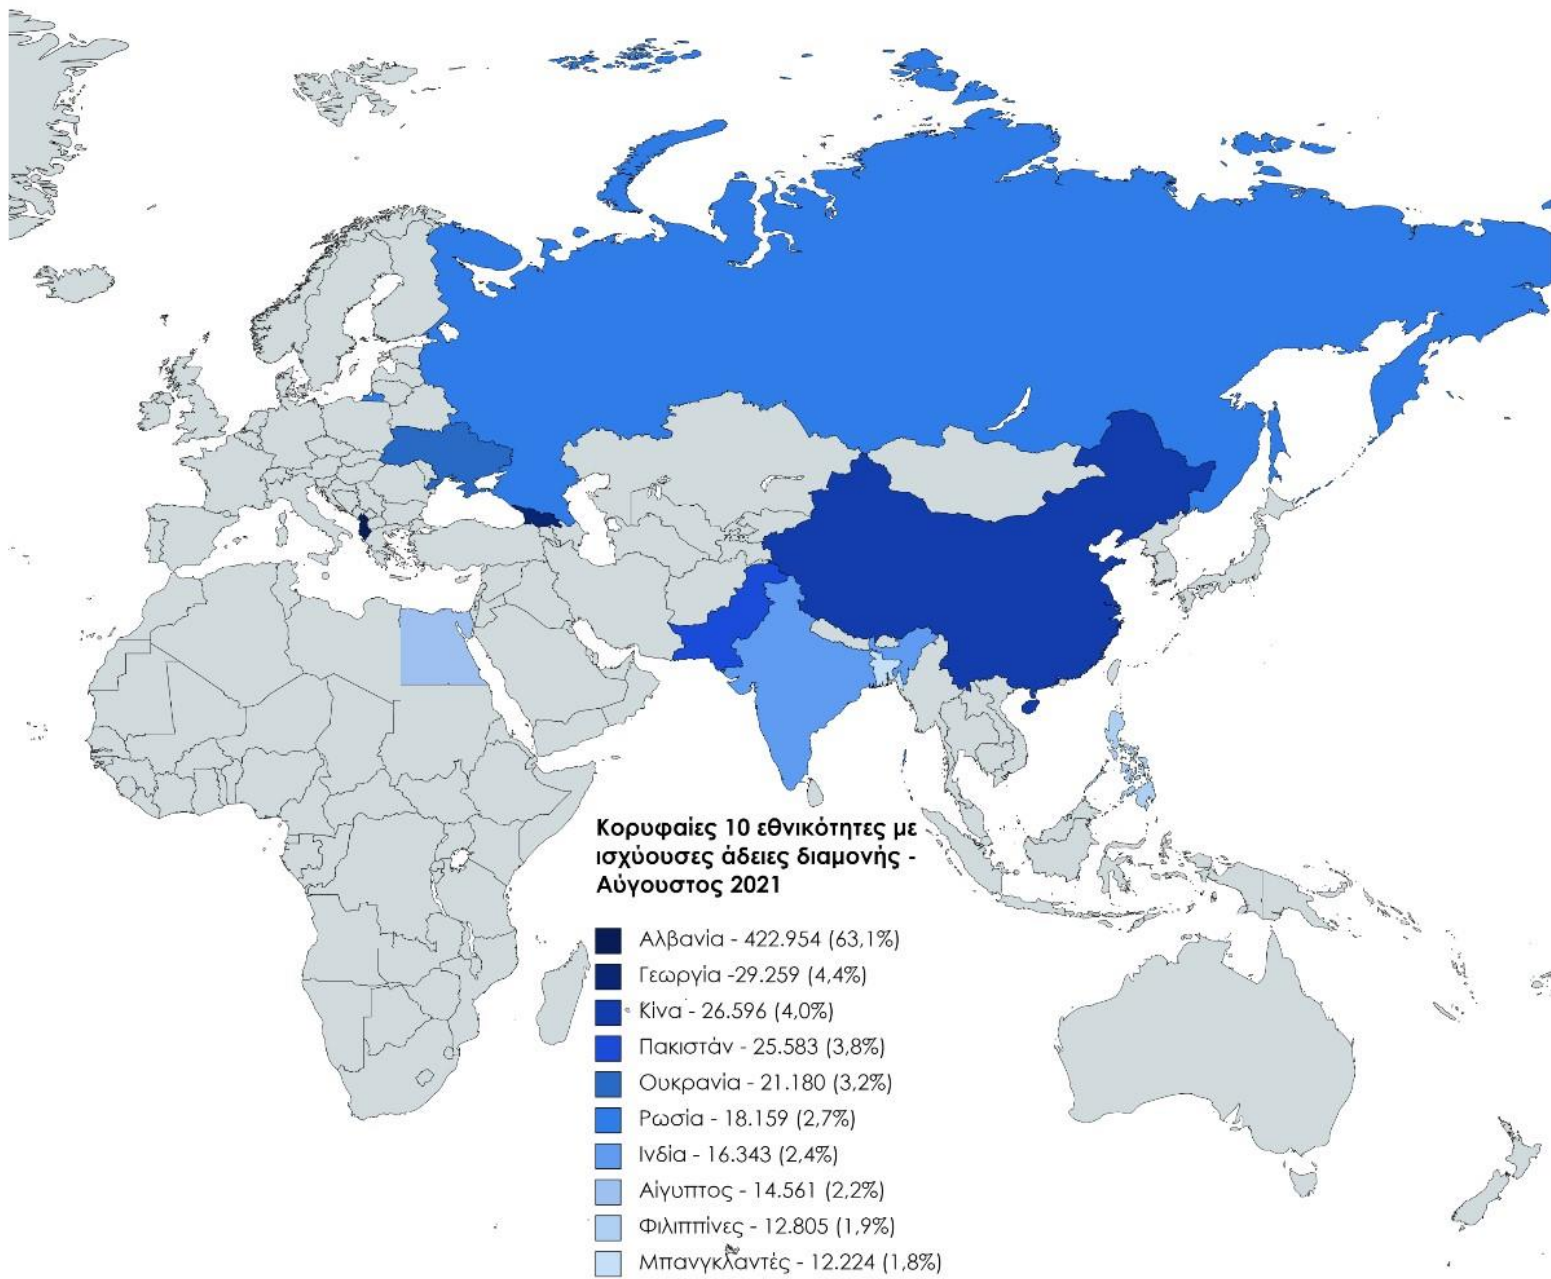 Κορυφαίες 10 εθνικότητες με
ισχύουσες άδειες διαμονής -
Αύγουστος 2021
Αλβανία - 422.954 (63,1%)
Γεωργία -29.259 (4,4%)
Κίνα - 26.596 (4,0%)
Πακιστάν - 25.583 (3,8%)
Ουκρανία - 21.180 (3,2%)
Ρωσία - 18.159 (2,7%)
Ινδία - 16.343 (2,4%)
Αίγυπτος - 14.561 (2,2%)
Φιλιππίνες - 12.805 (1,9%)
Μπανγκλαντές - 12.224 (1,8%)